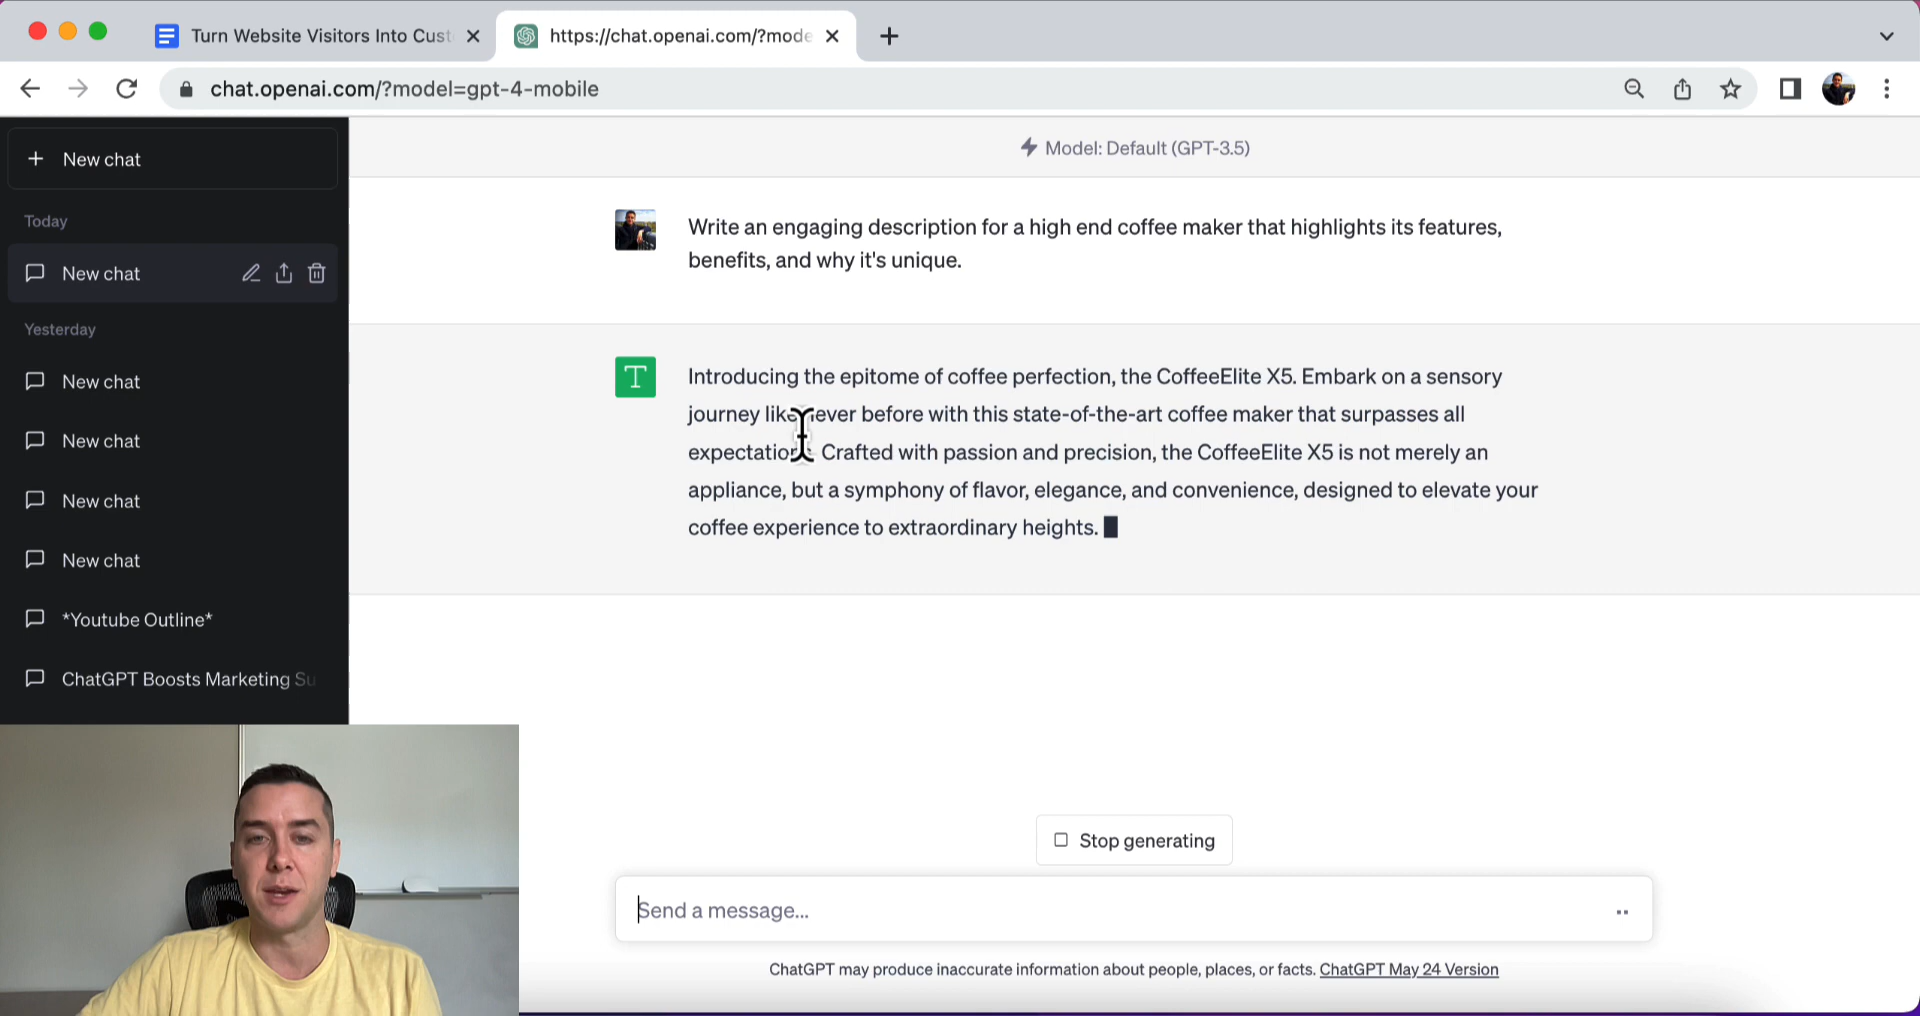 Turn Website Visitors Into Cust
https://chat.openai.com/?mode
chat.openai.com/?model=gpt-4-mobile
New chat
Model: Default (GPT-3.5)
Today
New chat
Write an engaging description for a high end coffee maker that highlights its features,
benefits, and why it's unique.
Yesterday
New chat
New chat
New chat
New chat
*Youtube Outline*
ChatGPT Boosts Marketing Su
Introducing the epitome of coffee perfection, the CoffeeElite X5. Embark on a sensory
journey like never before with this state-of-the-art coffee maker that surpasses all
expectations. Crafted with passion and precision, the CoffeeElite X5 is not merely an
appliance, but a symphony of flavor, elegance, and convenience, designed to elevate your
coffee experience to extraordinary heights.
Stop generating
Send a message...
ChatGPT may produce inaccurate information about people, places, or facts. ChatGPT May 24 Version